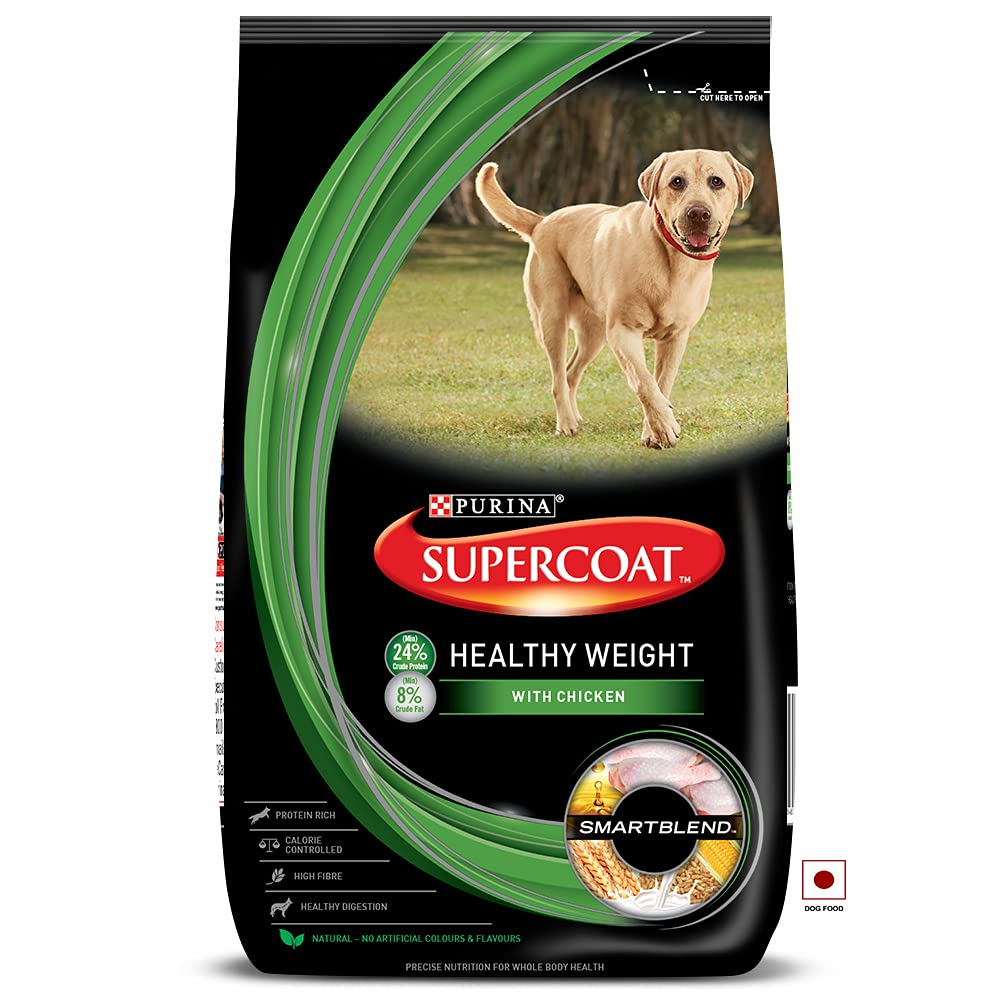 CUT HERE TO OPEN
PURINA®
SUPERCOAT™
(Min)
24%
Crude Protein
HEALTHY WEIGHT
(Min)
8%
Crude Fat
WITH CHICKEN
SMARTBLEND™
PROTEIN RICH
CALORIE
CONTROLLED
HIGH FIBRE
HEALTHY DIGESTION
NATURAL – NO ARTIFICIAL COLOURS & FLAVOURS
PRECISE NUTRITION FOR WHOLE BODY HEALTH
DOG FOOD